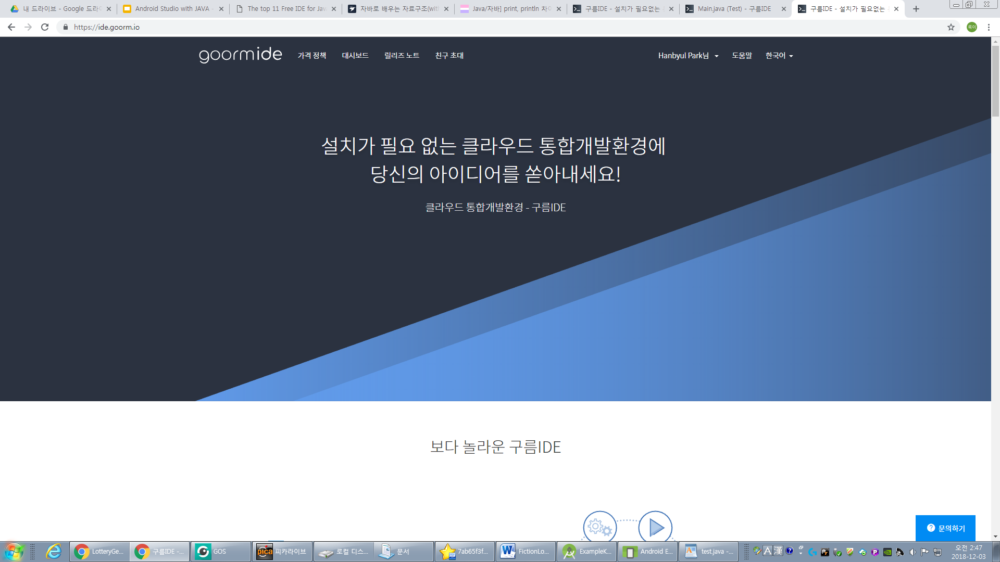 내 드라이브 - Google 드라이
Android Studio with JAVA -
The top 11 Free IDE for Jav
자바로 배우는 자료구조(wit
Java/자바] print, println 차이
구름IDE - 설치가 필요없는
Main.java (Test) - 구름IDE
구름IDE - 설치가 필요없는
https://ide.goorm.io
룩이
goormide
가격 정책
대시보드
릴리즈 노트
친구 초대
Hanbyul Park님
도움말
한국어
설치가 필요 없는 클라우드 통합개발환경에
당신의 아이디어를 쏟아내세요!
클라우드 통합개발환경 - 구름IDE
보다 놀라운 구름IDE
문의하기
LotteryGe...
구름IDE -...
GOS
pica
피카라이브
로컬 디스...
문서
PDF
7ab65f3f...
FictionLo...
ExampleK...
Android E...
test.java -...
A 漢
오전 2:47
2018-12-03